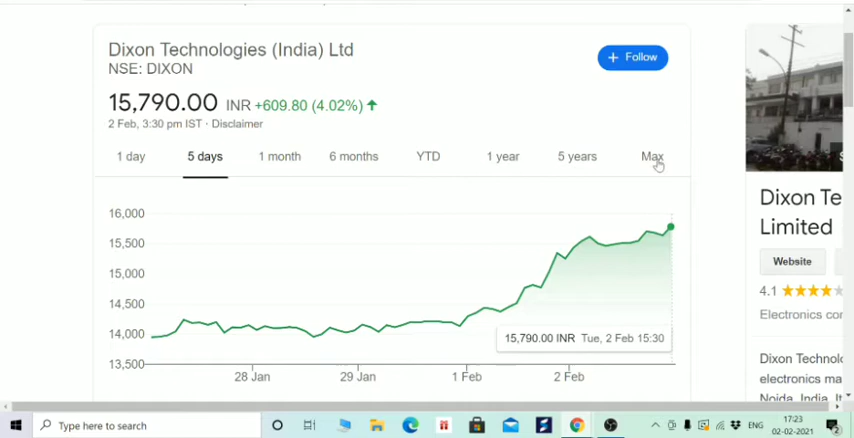 Dixon Technologies (India) Ltd
NSE: DIXON
+ Follow
15,790.00 INR +609.80 (4.02%)
2 Feb, 3:30 pm IST · Disclaimer
1 day 5 days 1 month 6 months YTD 1 year 5 years Max
16,000
15,500
15,000
14,500
14,000
13,500
15,790.00 INR Tue, 2 Feb 15:30
28 Jan 29 Jan 1 Feb 2 Feb
Dixon Te
Limited
Website
4.1
Electronics cor
Dixon Technolo
electronics ma
Noida, India. It
Type here to search
ENG
17:23
02-02-2021
2